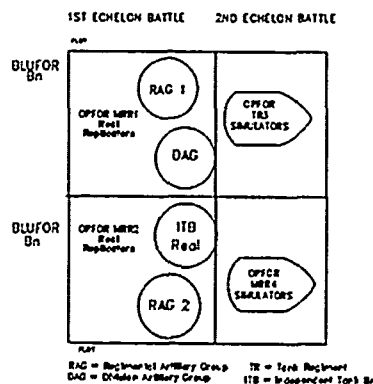 1ST ECHELON BATTLE
2ND ECHELON BATTLE
PLOT
BLUFOR
Bn
RAG 1
OPFOR MRR1
Real
Replicators
DAG
OPFOR
TR3
SIMULATORS
BLUFOR
Bn
OPFOR MRR2
Real
Replicators
ITB
Real
RAG 2
OPFOR
MRR4
SIMULATORS
PLOT
RAG = Regimental Artillery Group
TR = Tank Regiment
DAG = Division Artillery Group
ITB = Independent Tank